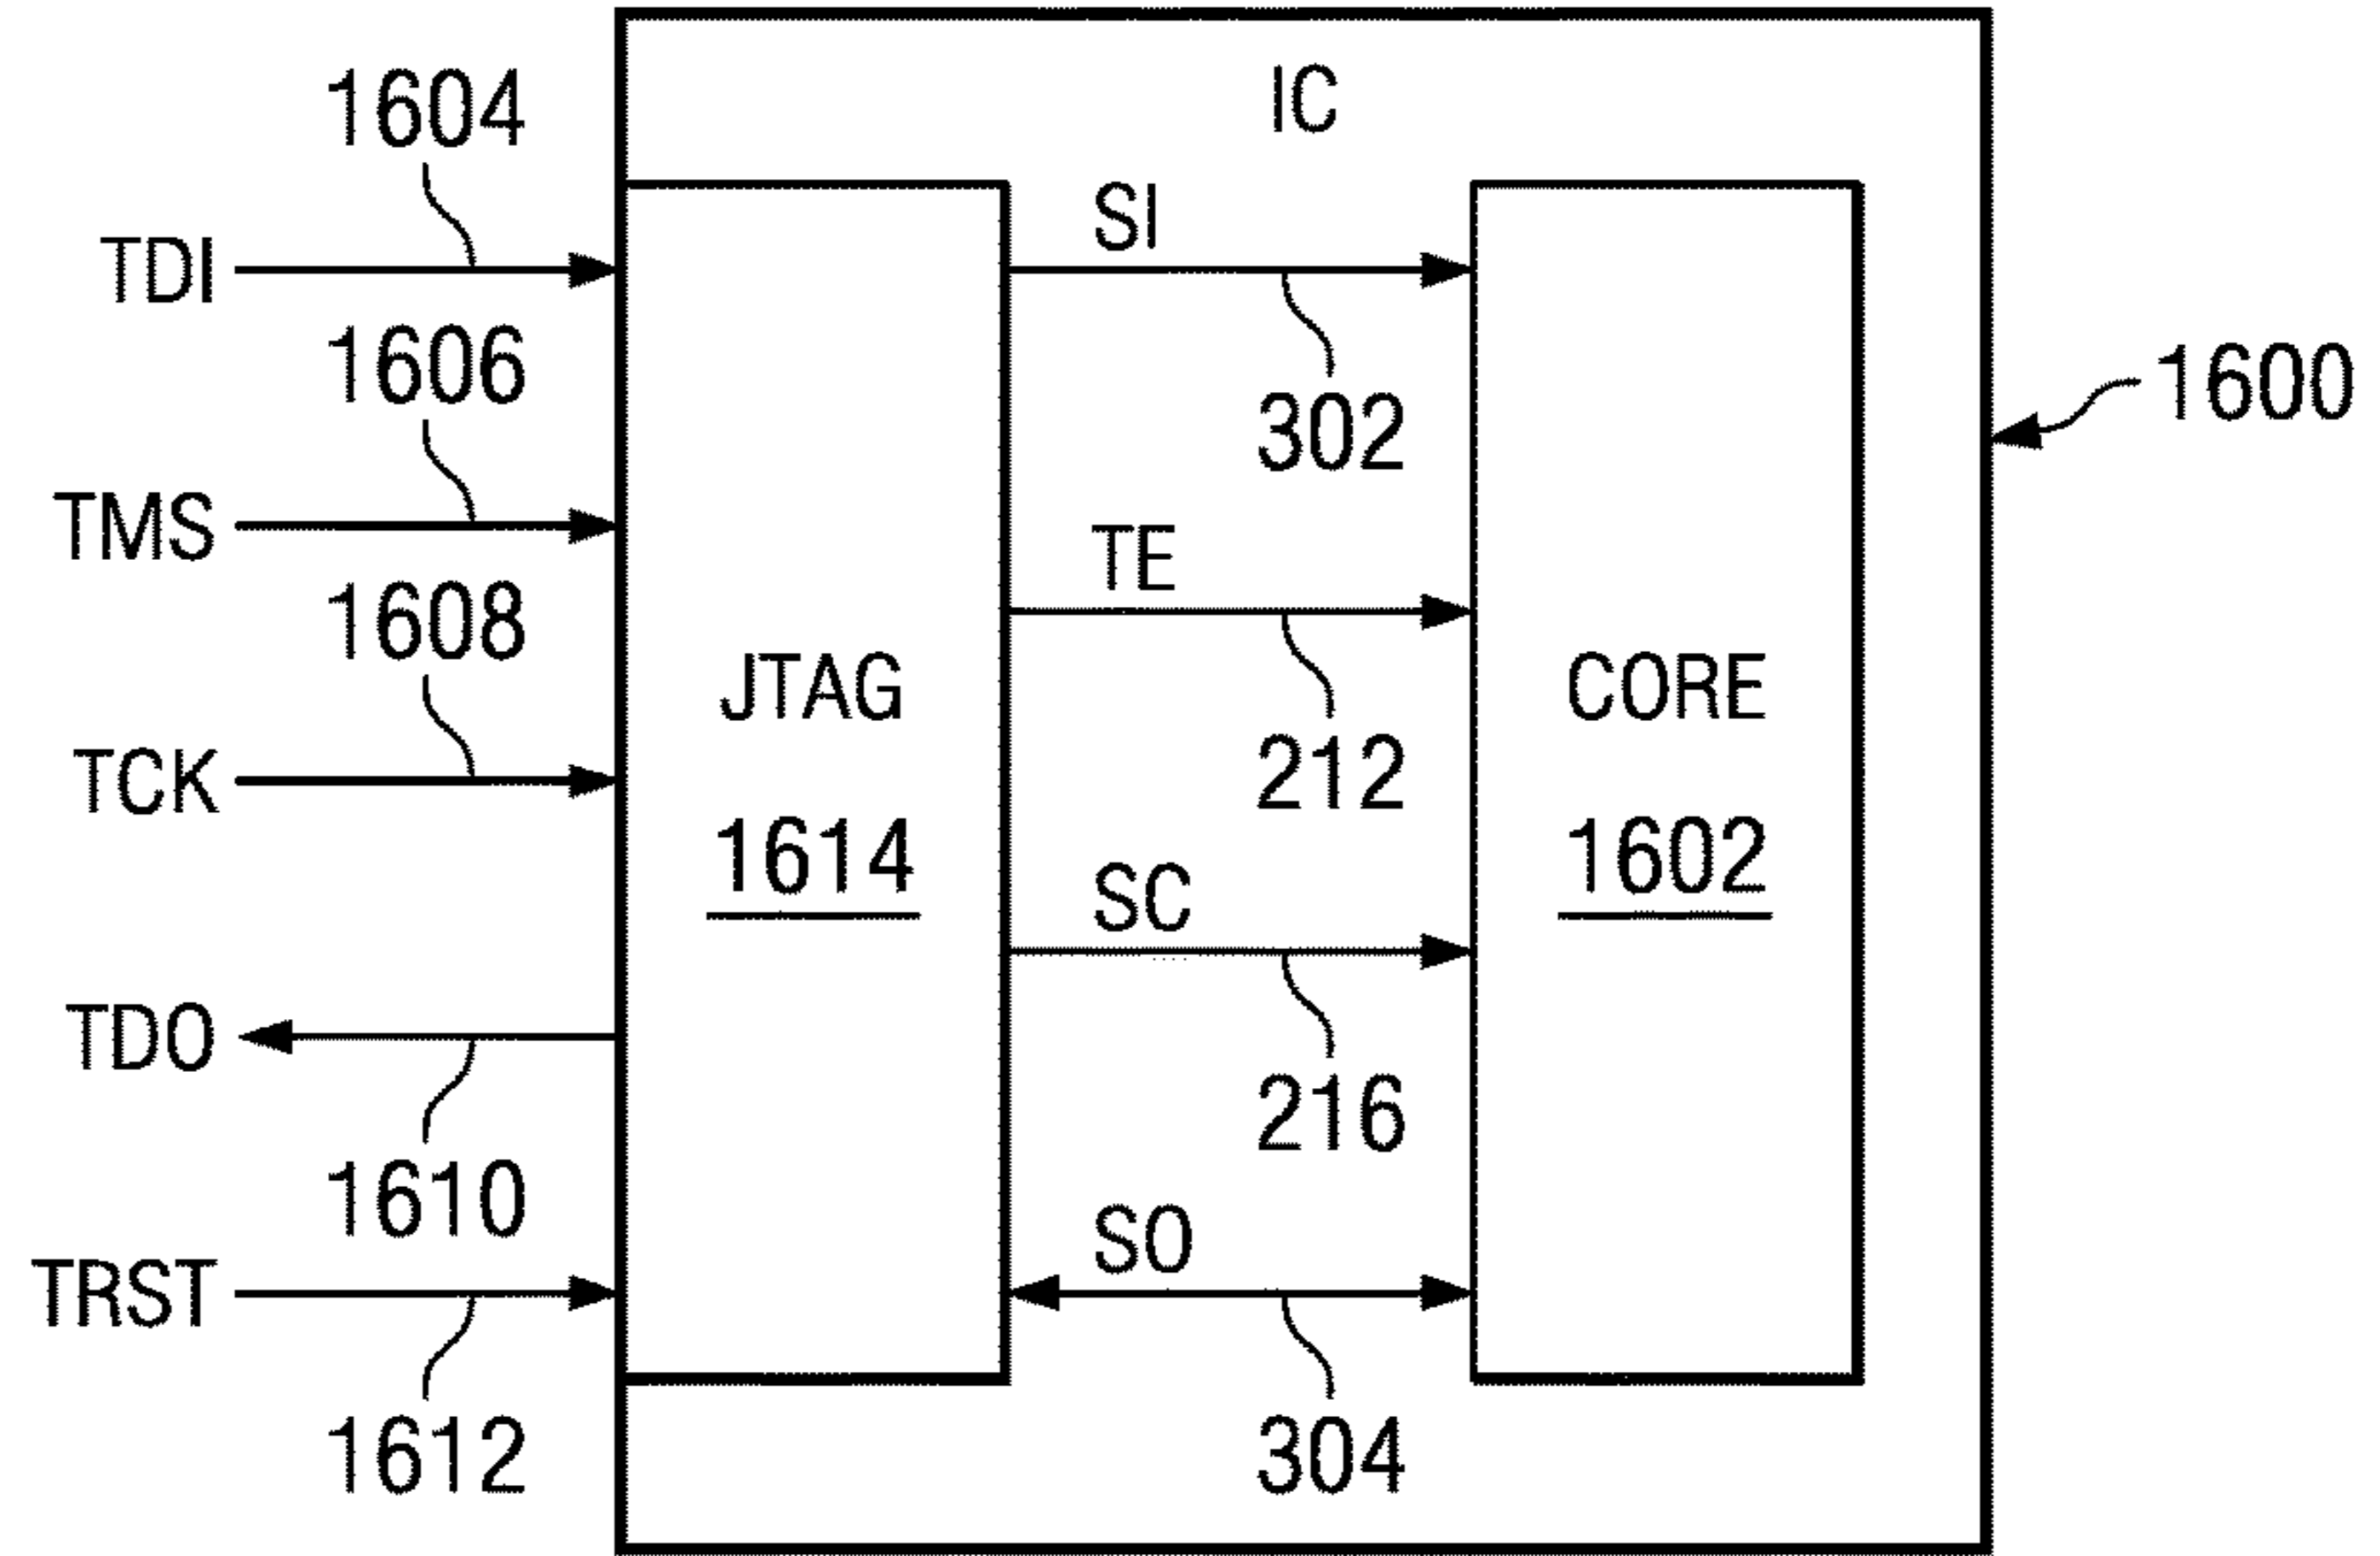 1604
IC
SI
TDI
1606
1600
302
TMS
TE
1608
JTAG
CORE
TCK
212
1614
1602
SC
TDO
216
1610
SO
TRST
1612
304